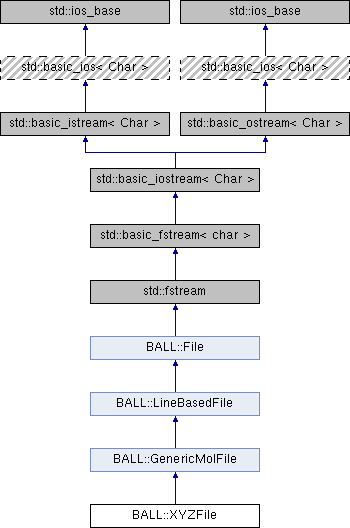 std::ios_base
std::ios_base
std::basic_ios< Char >
std::basic_ios< Char >
std::basic_istream< Char >
std::basic_ostream< Char >
std::basic_iostream< Char >
std::basic_fstream< char >
std::fstream
BALL::File
BALL::LineBasedFile
BALL::GenericMolFile
BALL::XYZFile